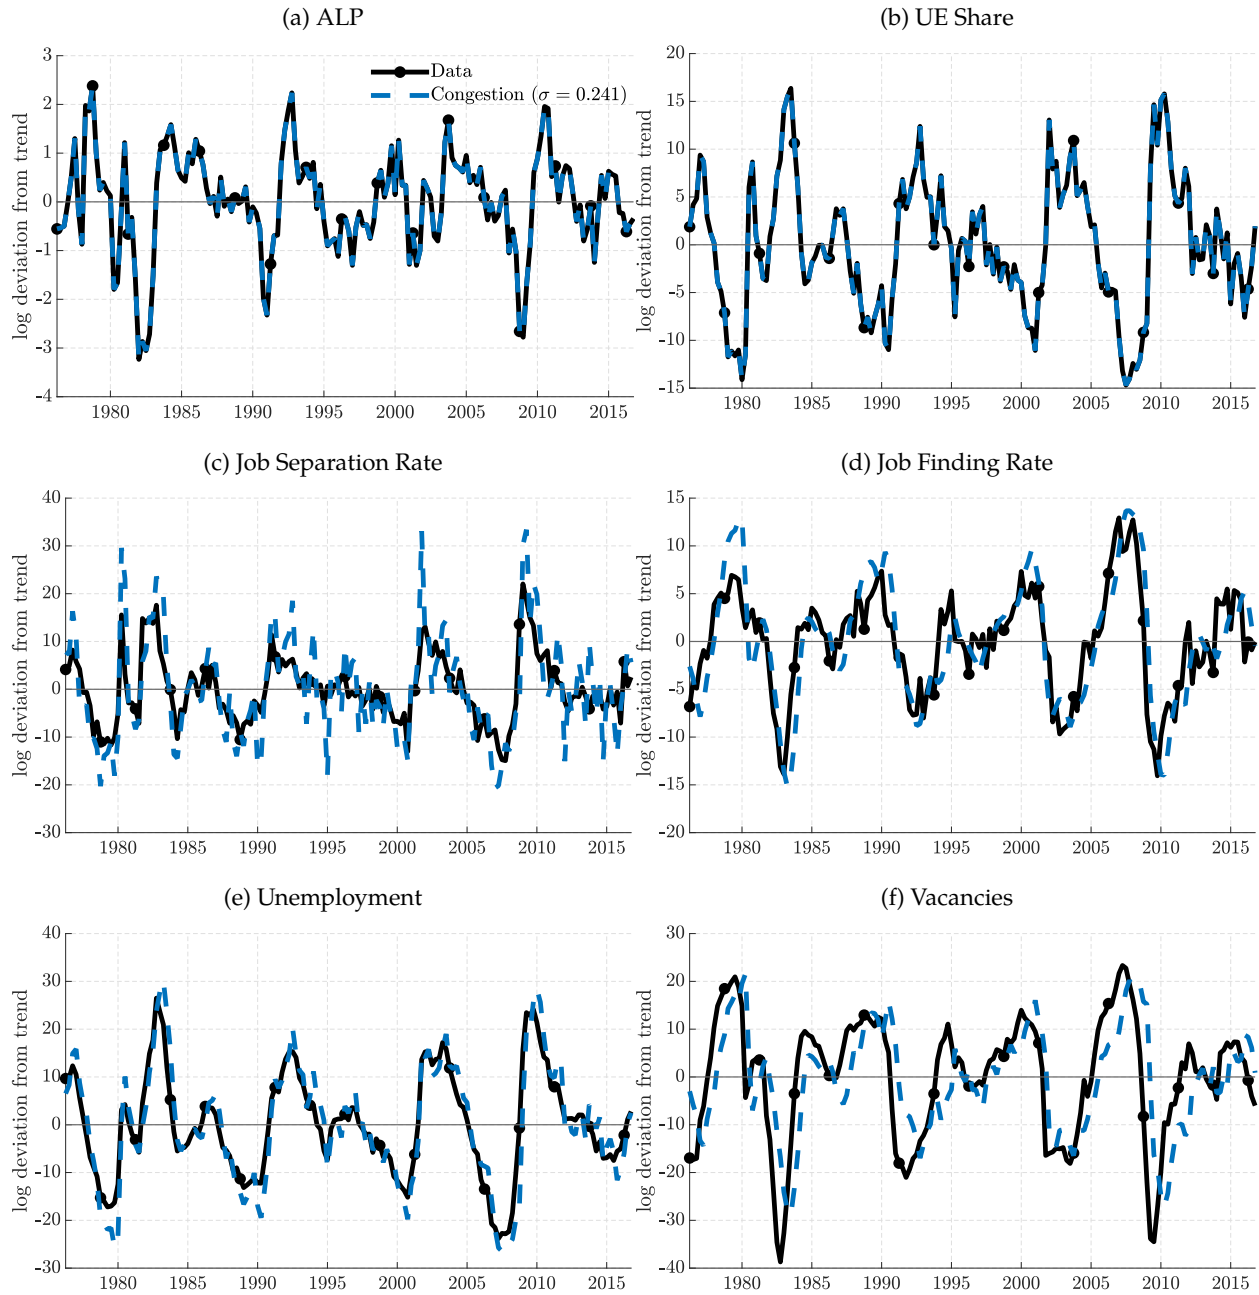 (a) ALP
(b) UE Share
log deviation from trend
3
2
1
0
-1
-2
-3
-4
Data
Congestion (σ = 0.241)
1980 1985 1990 1995 2000 2005 2010 2015
log deviation from trend
20
15
10
5
0
-5
-10
-15
1980 1985 1990 1995 2000 2005 2010 2015
(c) Job Separation Rate
(d) Job Finding Rate
log deviation from trend
40
30
20
10
0
-10
-20
-30
1980 1985 1990 1995 2000 2005 2010 2015
log deviation from trend
15
10
5
0
-5
-10
-15
-20
1980 1985 1990 1995 2000 2005 2010 2015
(e) Unemployment
(f) Vacancies
log deviation from trend
40
30
20
10
0
-10
-20
-30
1980 1985 1990 1995 2000 2005 2010 2015
log deviation from trend
30
20
10
0
-10
-20
-30
-40
1980 1985 1990 1995 2000 2005 2010 2015